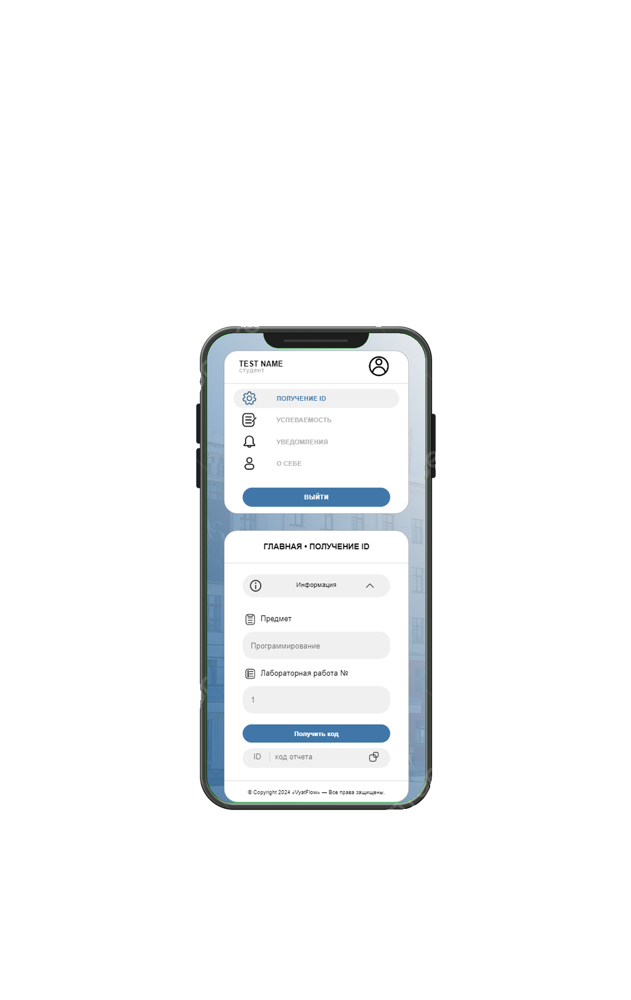 TEST NAME
студент
ПОЛУЧЕНИЕ ID
УСПЕВАЕМОСТЬ
УВЕДОМЛЕНИЯ
О СЕБЕ
ВЫЙТИ
ГЛАВНАЯ • ПОЛУЧЕНИЕ ID
Информация
Предмет
Программирование
Лабораторная работа №
1
Получить код
ID код отчета
© Copyright 2024 «VyatFlow» — Все права защищены.